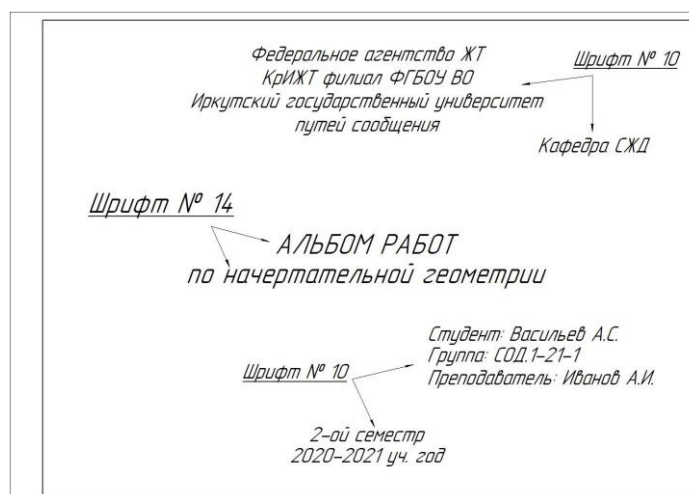 Федеральное агентство ЖТ
КрИЖТ филиал ФГБОУ ВО
Иркутский государственный университет
путей сообщения
Шрифт № 10
Кафедра СЖД
Шрифт № 14
АЛЬБОМ РАБОТ
по начертательной геометрии
Студент: Васильев А.С.
Группа: СОД.1-21-1
Преподаватель: Иванов А.И.
Шрифт № 10
2-ой семестр
2020-2021 уч. год